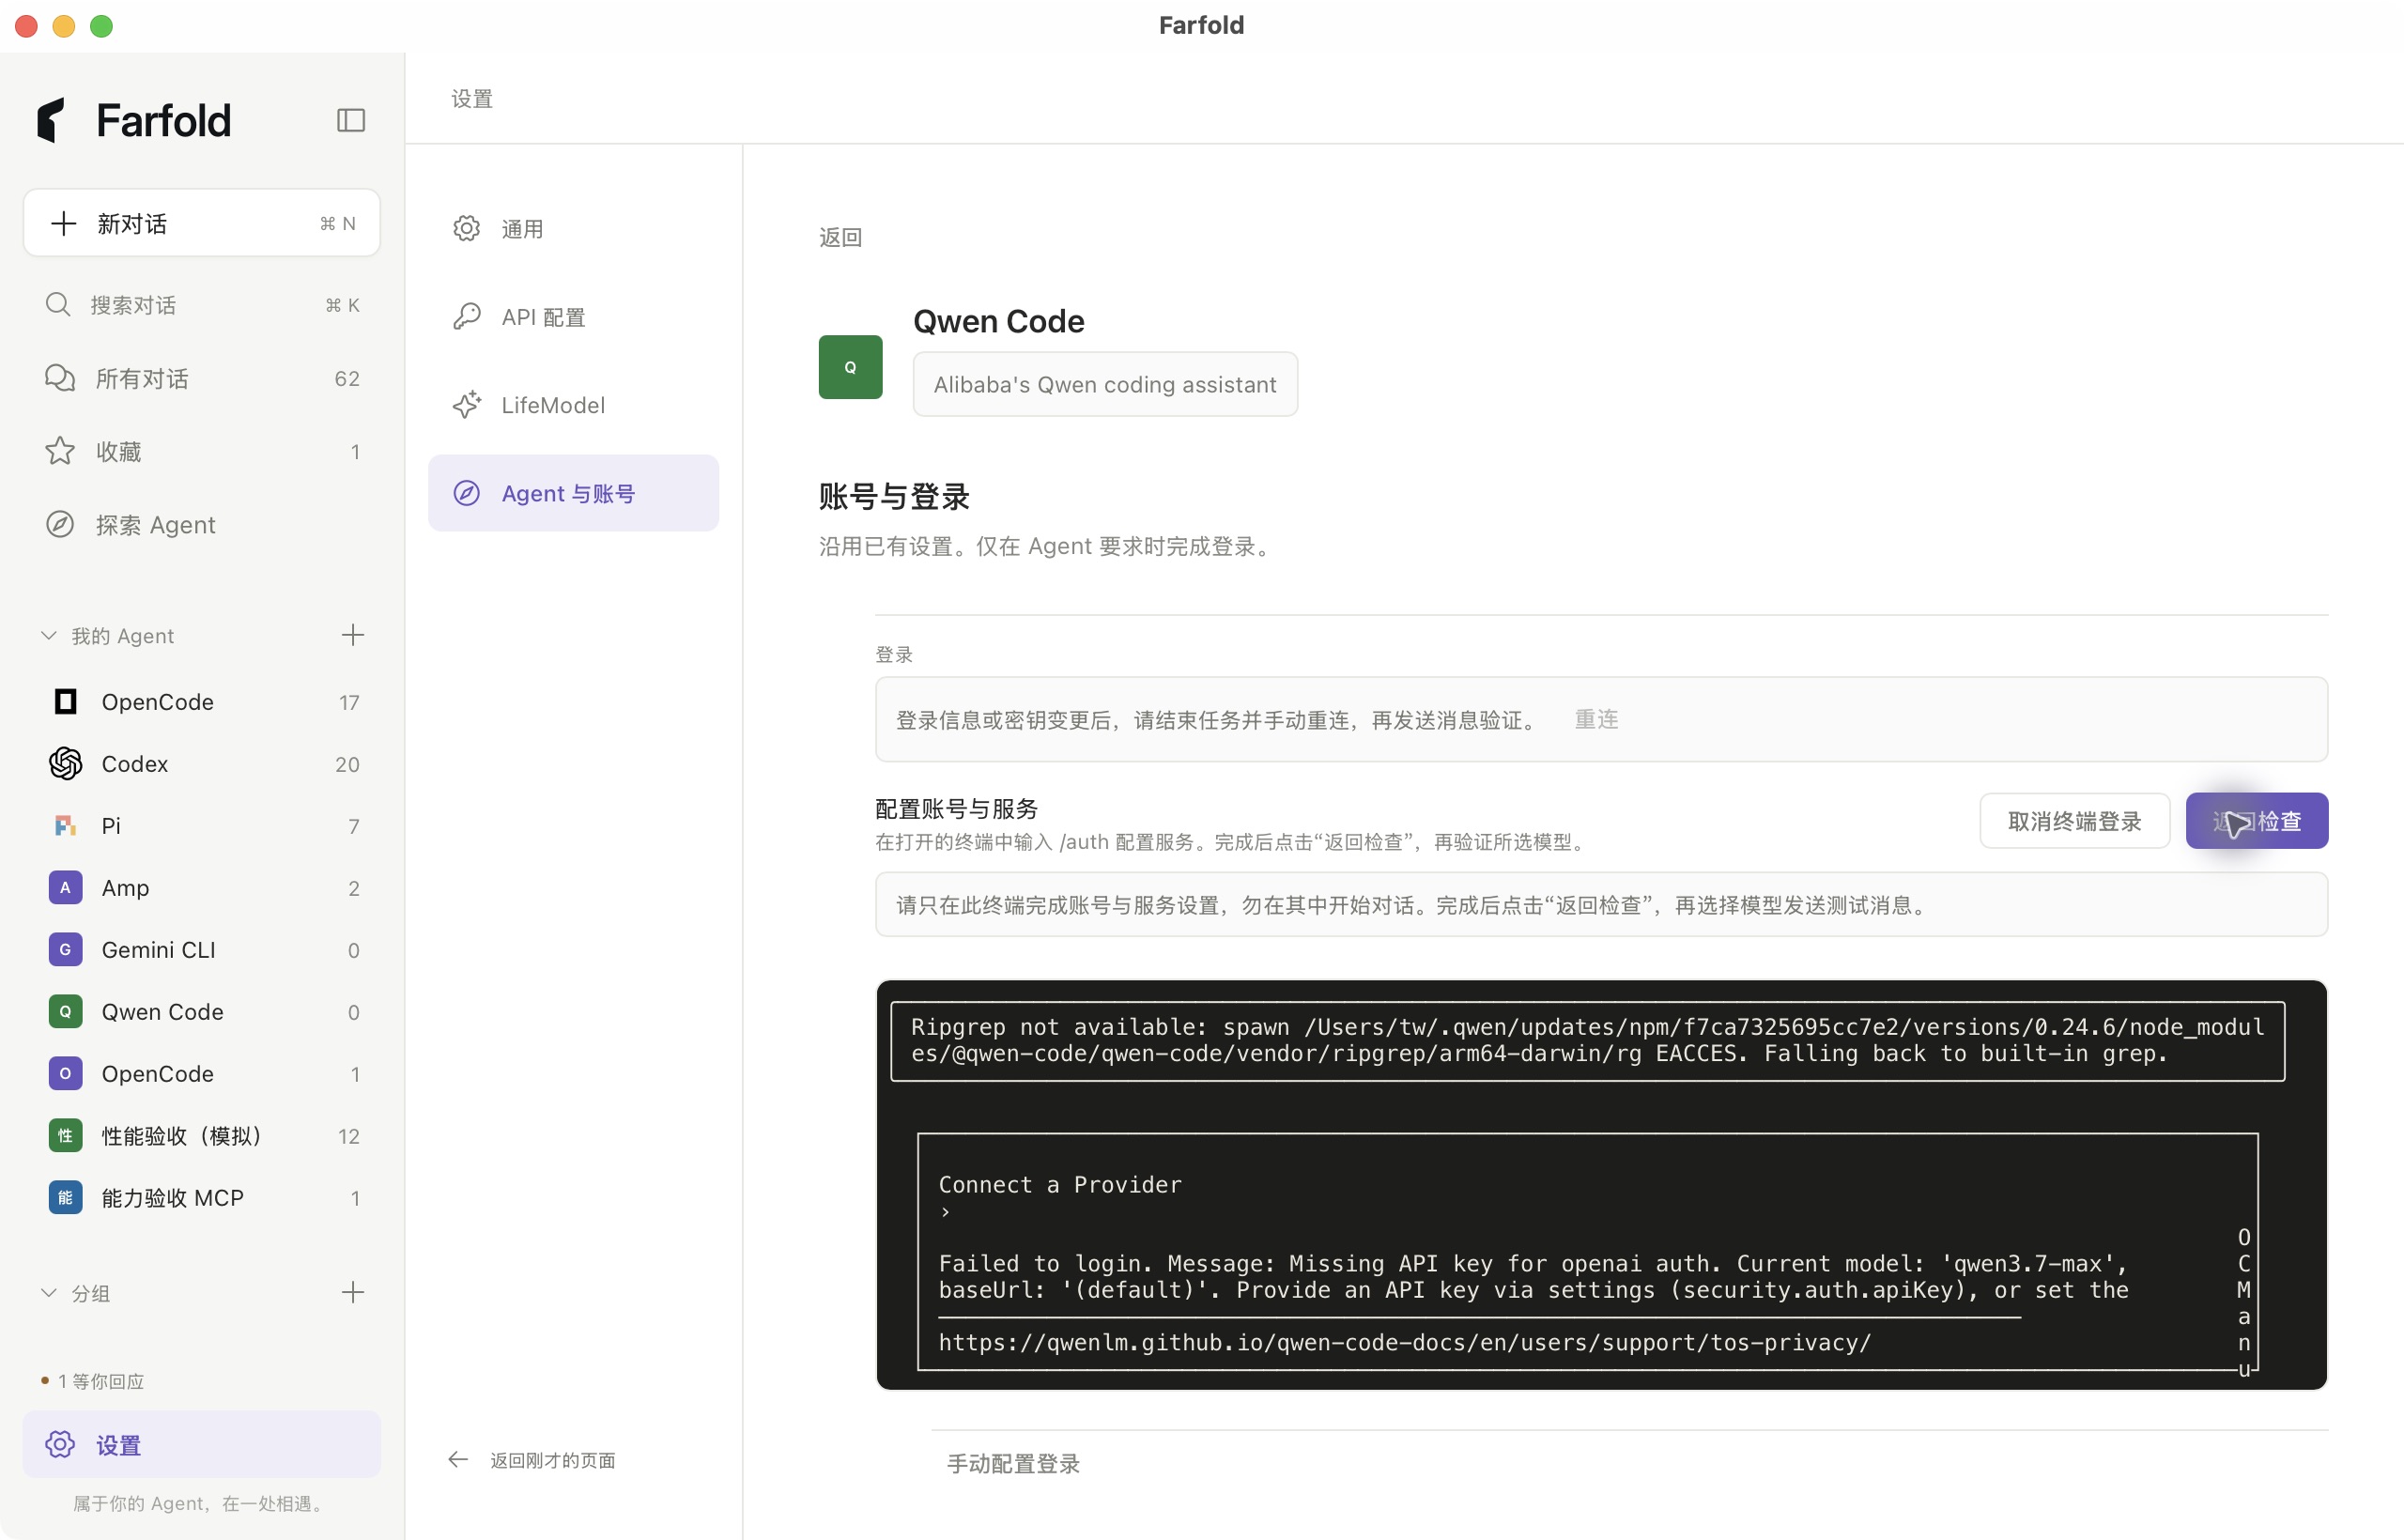 Farfold
Farfold
新对话
⌘ N
搜索对话
⌘ K
所有对话
62
收藏
1
探索 Agent
我的 Agent
OpenCode
17
Codex
20
Pi
7
A
Amp
2
G
Gemini CLI
0
Q
Qwen Code
0
O
OpenCode
1
性
性能验收（模拟）
12
能
能力验收 MCP
1
分组
1 等你回应
设置
属于你的 Agent，在一处相遇。
设置
通用
API 配置
LifeModel
Agent 与账号
返回刚才的页面
返回
Q
Qwen Code
Alibaba's Qwen coding assistant
账号与登录
沿用已有设置。仅在 Agent 要求时完成登录。
登录
登录信息或密钥变更后，请结束任务并手动重连，再发送消息验证。
重连
配置账号与服务
在打开的终端中输入 /auth 配置服务。完成后点击“返回检查”，再验证所选模型。
取消终端登录
返回检查
请只在此终端完成账号与服务设置，勿在其中开始对话。完成后点击“返回检查”，再选择模型发送测试消息。
Ripgrep not available: spawn /Users/tw/.qwen/updates/npm/f7ca7325695cc7e2/versions/0.24.6/node_modul
es/@qwen-code/qwen-code/vendor/ripgrep/arm64-darwin/rg EACCES. Falling back to built-in grep.
Connect a Provider
›
Failed to login. Message: Missing API key for openai auth. Current model: 'qwen3.7-max',
baseUrl: '(default)'. Provide an API key via settings (security.auth.apiKey), or set the
https://qwenlm.github.io/qwen-code-docs/en/users/support/tos-privacy/
O
C
M
a
n
u
手动配置登录